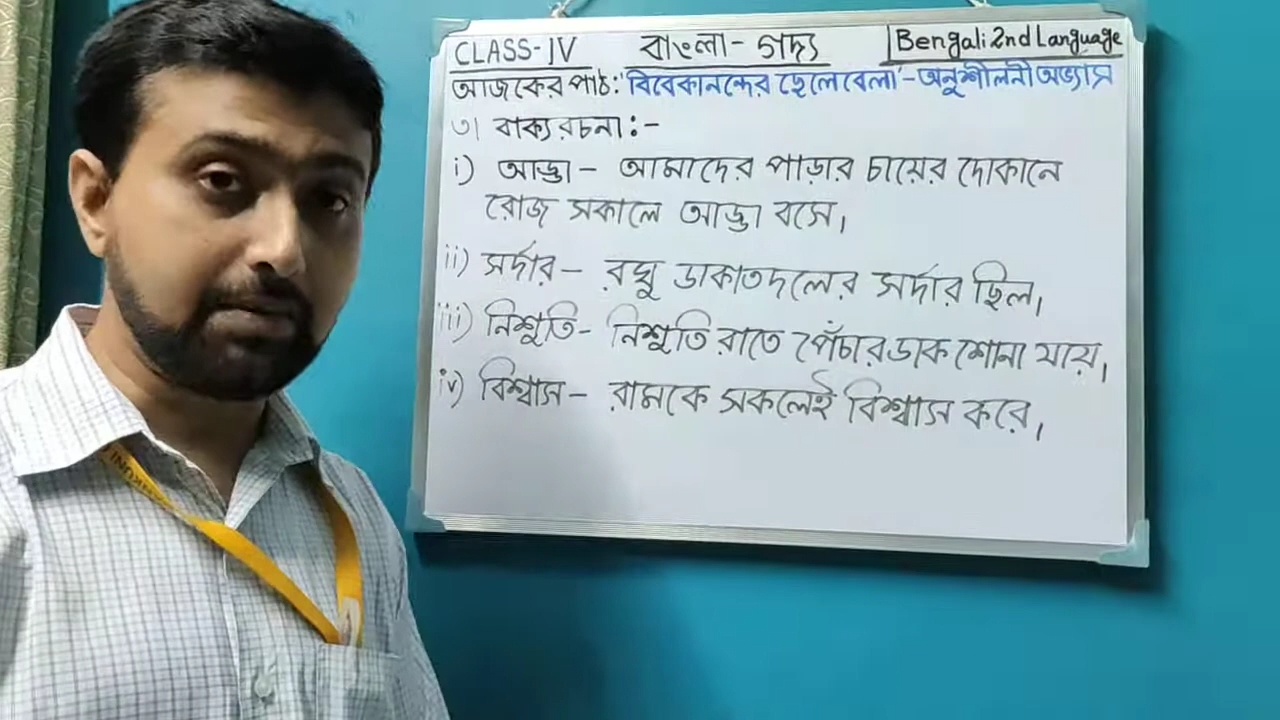 CLASS-IV বাংলা - গদ্য Bengali 2nd Language
আজকের পাঠ: 'বিবেকানন্দের ছেলেবেলা' - অনুশীলনী অভ্যাস
৩। বাক্য রচনা :-
i) আড্ডা - আমাদের পাড়ার চায়ের দোকানে
রোজ সকালে আড্ডা বসে।
ii) সর্দার - রঘু ডাকাতদলের সর্দার ছিল।
iii) নিশুতি - নিশুতি রাতে পেঁচার ডাক শোনা যায়।
iv) বিশ্বাস - রামকে সকলেই বিশ্বাস করে।